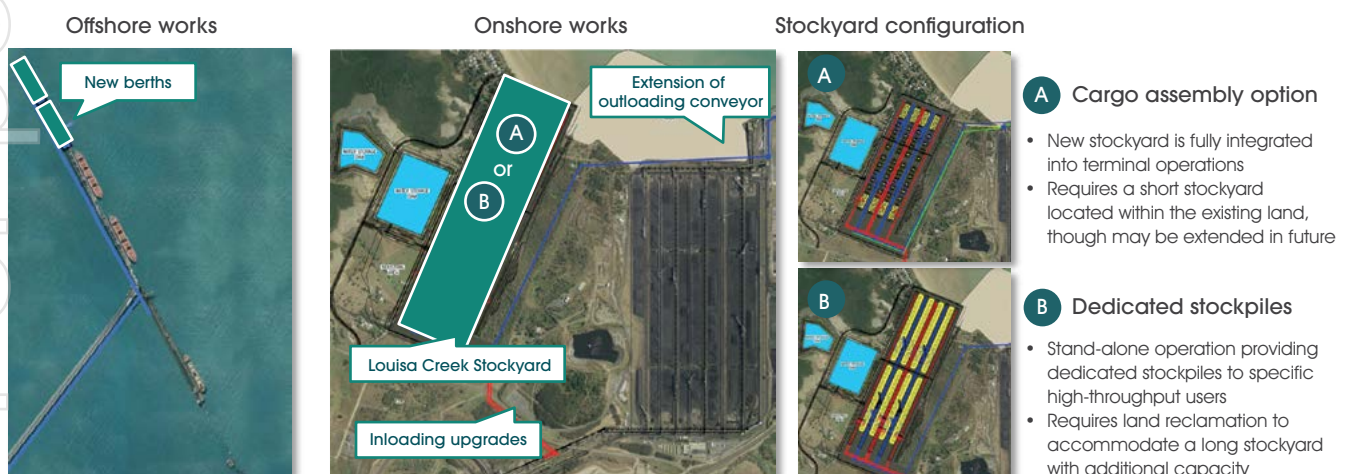 Offshore works
New berths
Onshore works
Extension of
outloading conveyor
A
or
B
Louisa Creek Stockyard
Inloading upgrades
Stockyard configuration
A
B
A Cargo assembly option
• New stockyard is fully integrated
into terminal operations
• Requires a short stockyard
located within the existing land,
though may be extended in future
B Dedicated stockpiles
• Stand-alone operation providing
dedicated stockpiles to specific
high-throughput users
• Requires land reclamation to
accommodate a long stockyard
with additional capacity